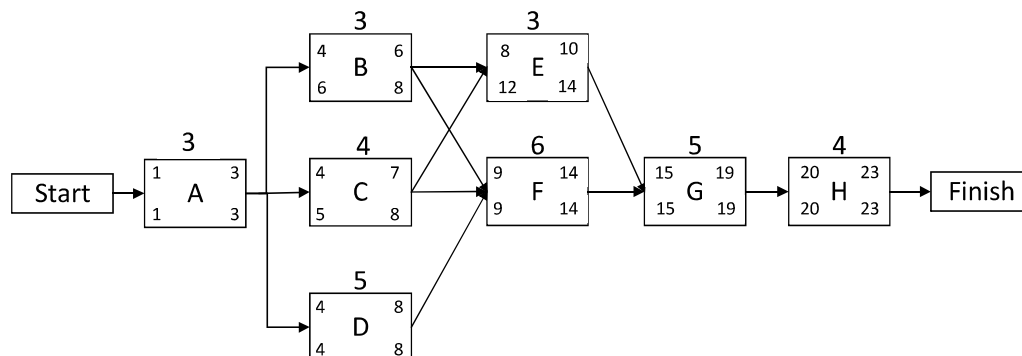 3 3
4 6 8 10
B E
6 8 12 14
3 4 6 5 4
1 3 4 7 9 14 15 19 20 23
Start A C F G H Finish
1 3 5 8 9 14 15 19 20 23
5
4 8
D
4 8